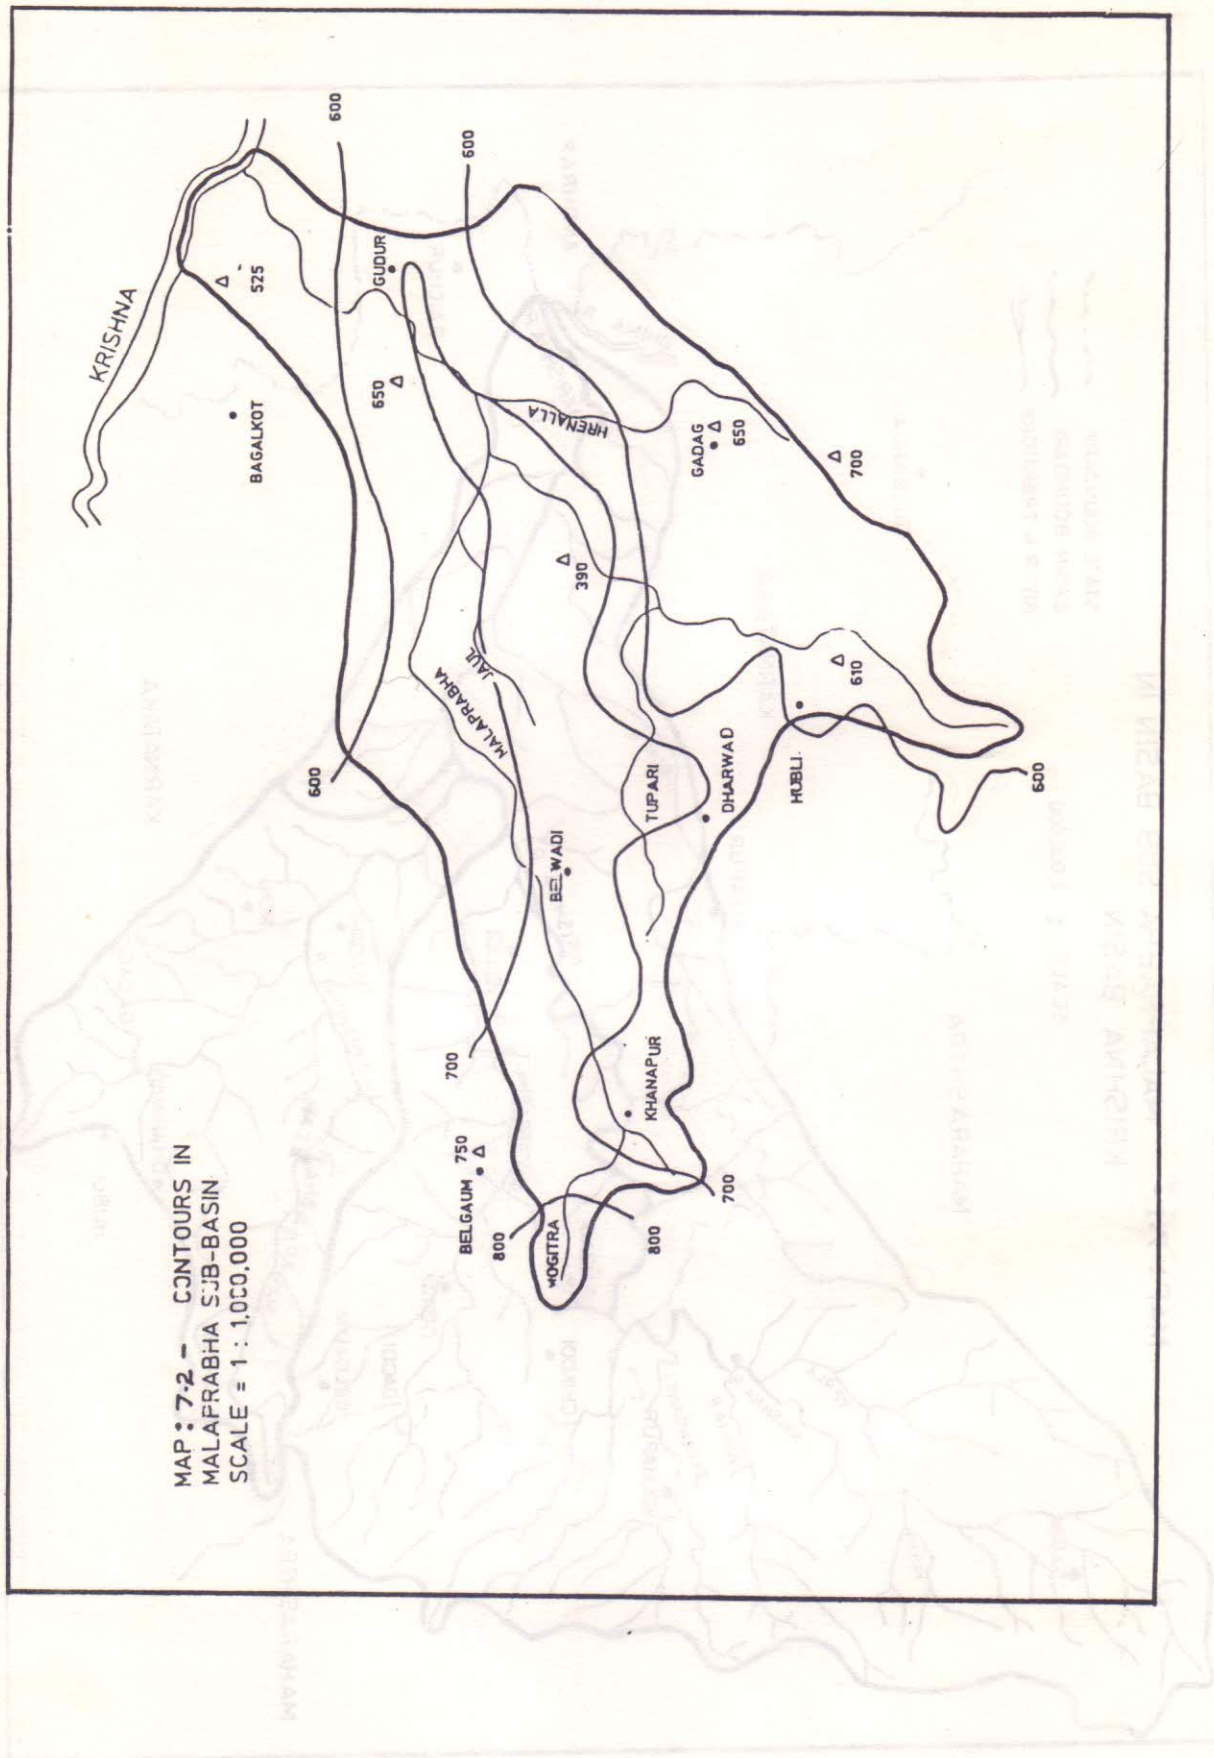 MAP : 7.2 - CONTOURS IN
MALAPRABHA SUB-BASIN
SCALE = 1 : 1,000,000
KRISHNA
BAGALKOT
525
600
600
GUDUR
650
HRENALLA
GADAG
650
700
390
JAUL
MALAPRABHA
600
610
TUPARI
DHARWAD
HUBLI
600
BELWADI
700
KHANAPUR
BELGAUM
750
800
MOGITRA
800
700